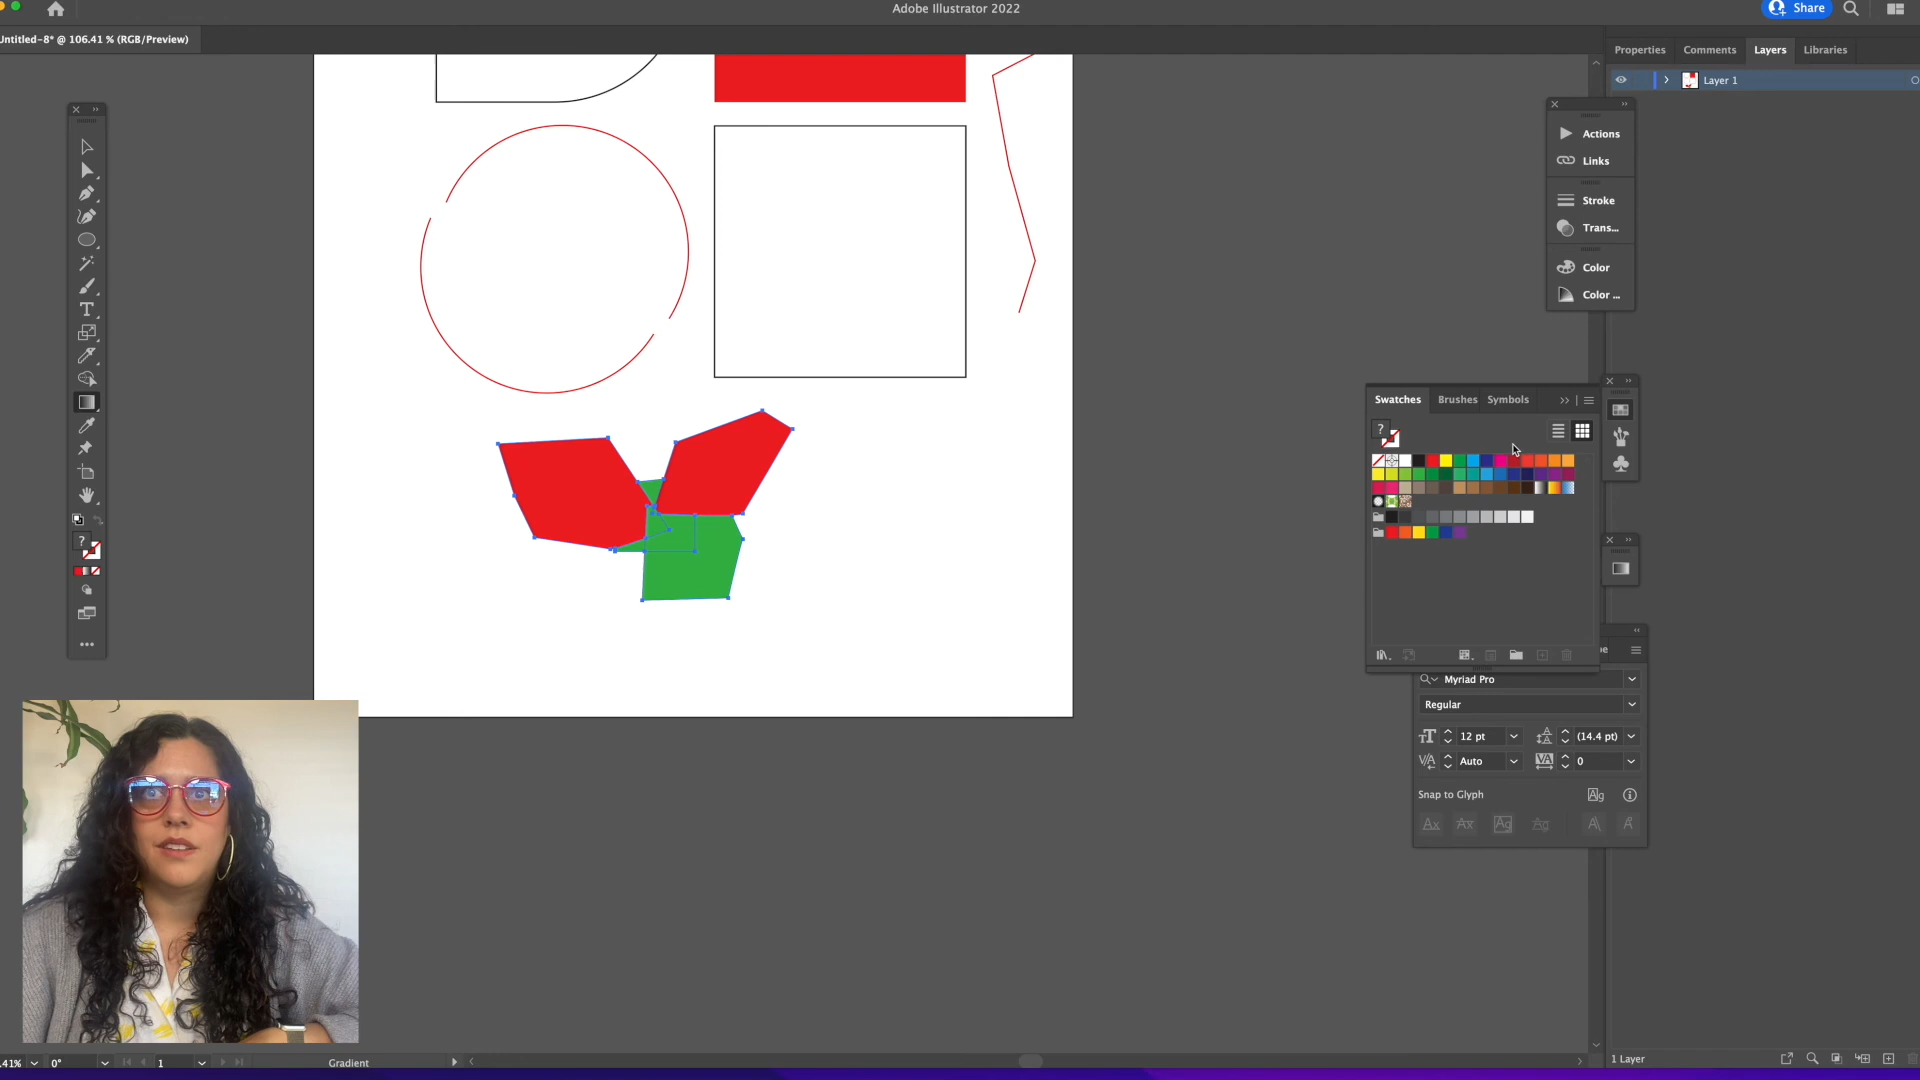 Adobe Illustrator 2022
Share
Untitled-8* @ 106.41 % (RGB/Preview)
Properties
Comments
Layers
Libraries
Layer 1
Actions
Links
Stroke
Trans...
Color
Color ...
Swatches
Brushes
Symbols
?
?
Myriad Pro
Regular
12 pt
(14.4 pt)
Auto
0
Snap to Glyph
.41%
0°
1
Gradient
1 Layer